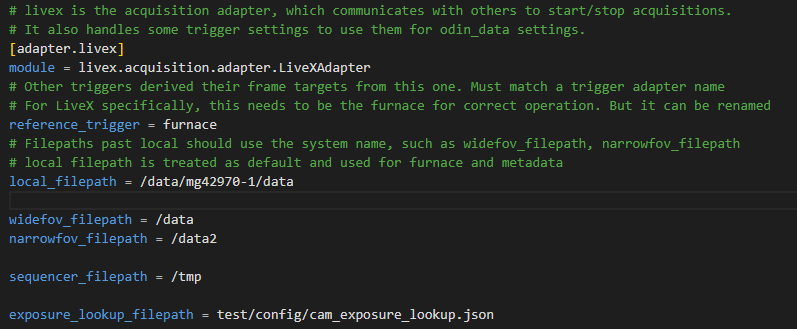 # livex is the acquisition adapter, which communicates with others to start/stop acquisitions.
# It also handles some trigger settings to use them for odin_data settings.
[adapter.livex]
module = livex.acquisition.adapter.LiveXAdapter
# Other triggers derived their frame targets from this one. Must match a trigger adapter name
# For LiveX specifically, this needs to be the furnace for correct operation. But it can be renamed
reference_trigger = furnace
# Filepaths past local should use the system name, such as widefov_filepath, narrowfov_filepath
# local filepath is treated as default and used for furnace and metadata
local_filepath = /data/mg42970-1/data
widefov_filepath = /data
narrowfov_filepath = /data2
sequencer_filepath = /tmp
exposure_lookup_filepath = test/config/cam_exposure_lookup.json